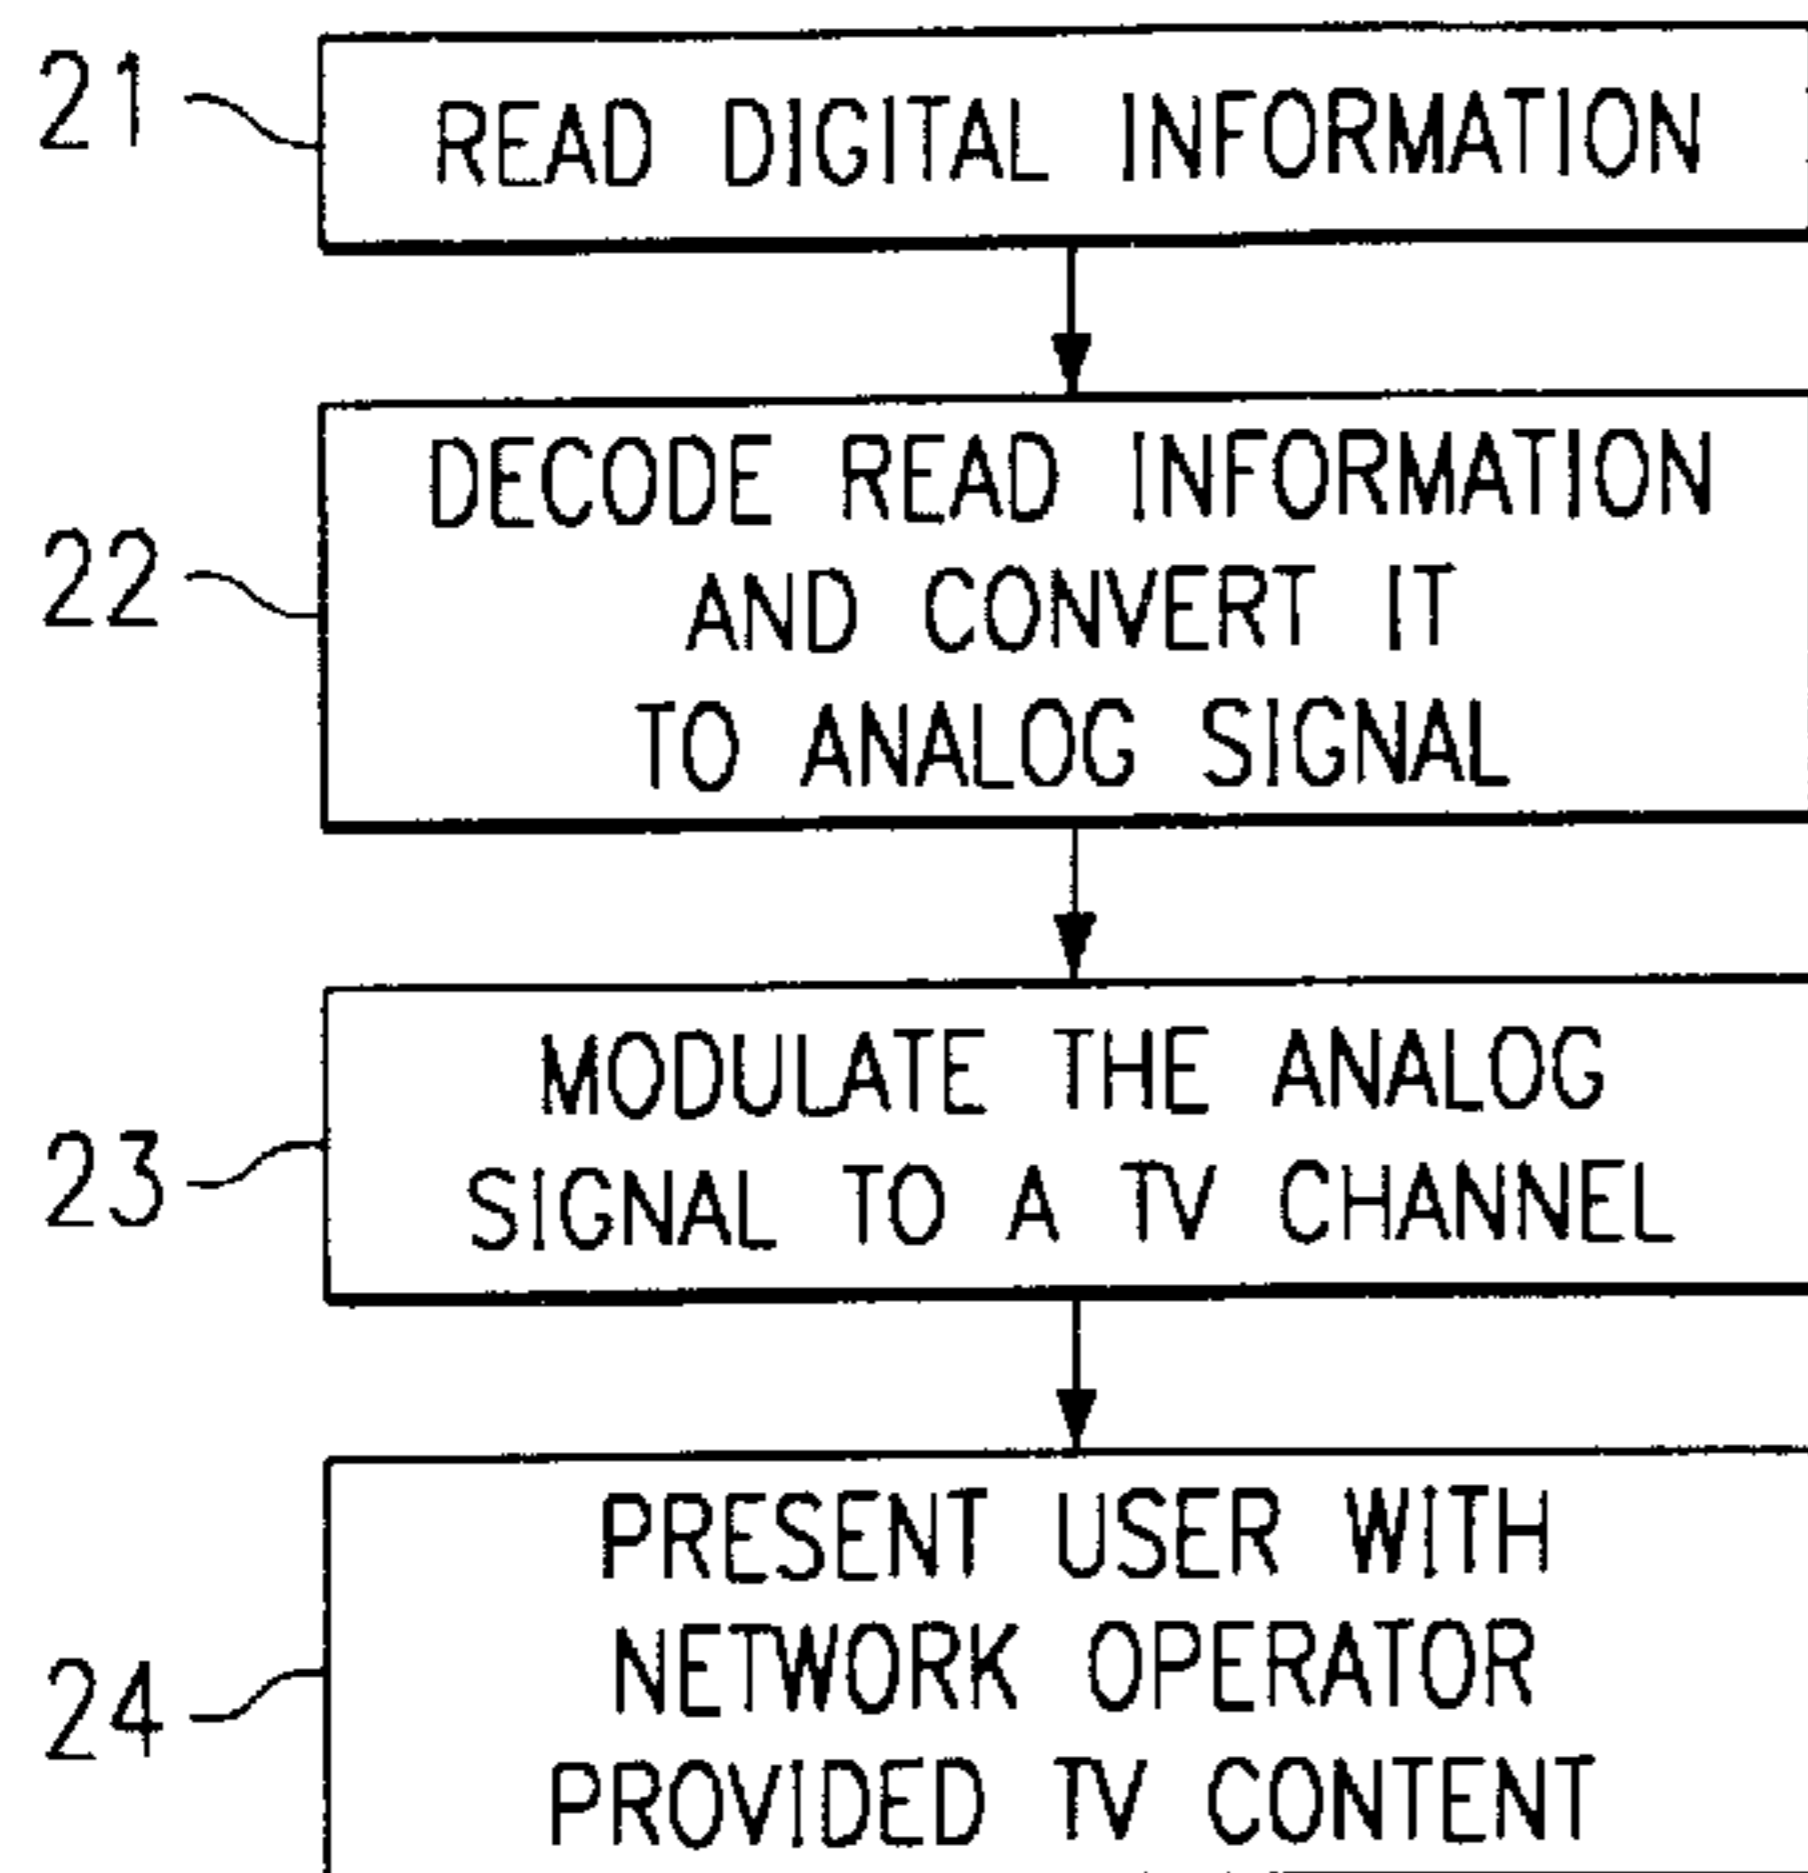 21
READ DIGITAL INFORMATION
22
DECODE READ INFORMATION
AND CONVERT IT
TO ANALOG SIGNAL
23
MODULATE THE ANALOG
SIGNAL TO A TV CHANNEL
24
PRESENT USER WITH
NETWORK OPERATOR
PROVIDED TV CONTENT